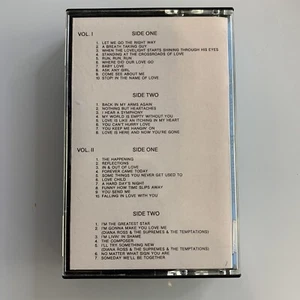 VOL. I SIDE ONE
1. LET ME GO THE RIGHT WAY
2. A BREATH TAKING GUY
3. WHEN THE LOVELIGHT STARTS SHINING THROUGH HIS EYES
4. STANDING AT THE CROSSROADS OF LOVE
5. RUN, RUN, RUN
6. WHERE DID OUR LOVE GO
7. BABY LOVE
8. ASK ANY GIRL
9. COME SEE ABOUT ME
10. STOP! IN THE NAME OF LOVE
SIDE TWO
1. BACK IN MY ARMS AGAIN
2. NOTHING BUT HEARTACHES
3. I HEAR A SYMPHONY
4. MY WORLD IS EMPTY WITHOUT YOU
5. LOVE IS LIKE AN ITCHING IN MY HEART
6. YOU CAN'T HURRY LOVE
7. YOU KEEP ME HANGIN' ON
8. LOVE IS HERE AND NOW YOU'RE GONE
VOL. II SIDE ONE
1. THE HAPPENING
2. REFLECTIONS
3. IN & OUT OF LOVE
4. FOREVER CAME TODAY
5. SOME THINGS YOU NEVER GET USED TO
6. LOVE CHILD
7. A HARD DAY'S NIGHT
8. FUNNY HOW TIME SLIPS AWAY
9. YOU SEND ME
10. FALLING IN LOVE WITH YOU
SIDE TWO
1. I'M THE GREATEST STAR
2. I'M GONNA MAKE YOU LOVE ME
(DIANA ROSS & THE SUPREMES & THE TEMPTATIONS)
3. I'M LIVIN' IN SHAME
4. THE COMPOSER
5. I'LL TRY SOMETHING NEW
(DIANA ROSS & THE SUPREMES & THE TEMPTATIONS)
6. NO MATTER WHAT SIGN YOU ARE
7. SOMEDAY WE'LL BE TOGETHER